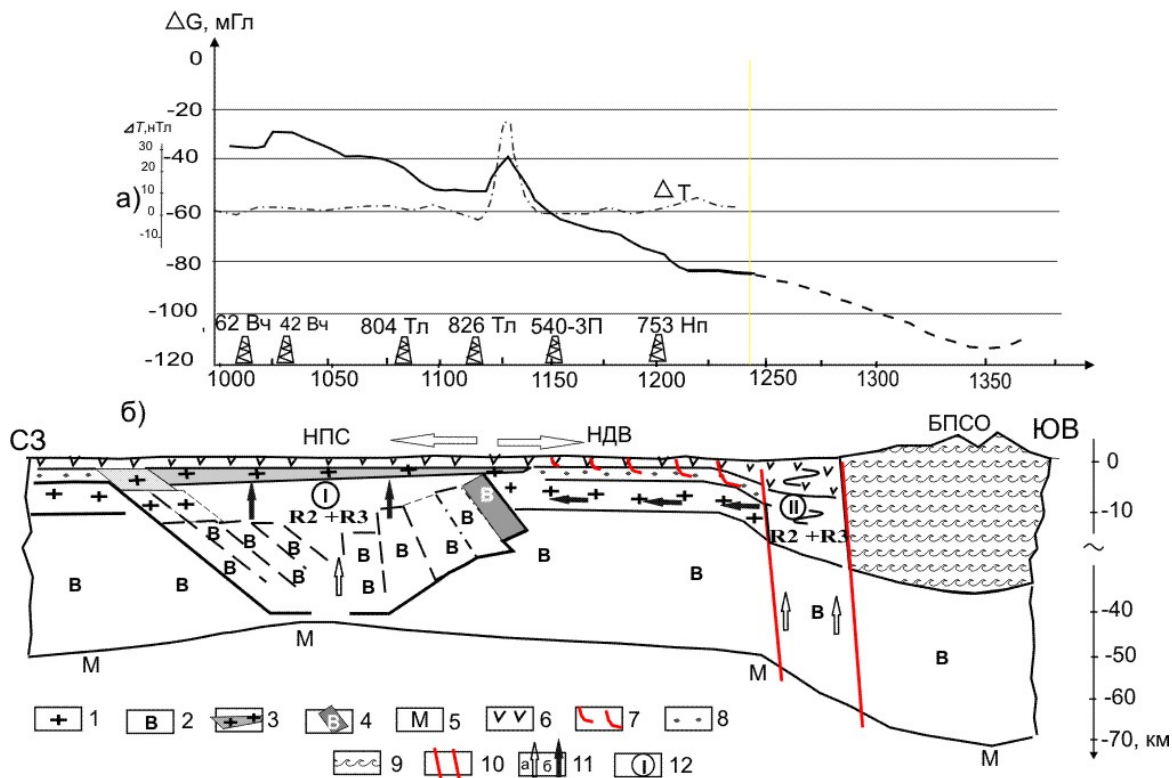 ΔG, мГл
0
-20
ΔT,нТл
30
20
10
0
-10
-40
а)
-60
△ T
-80
-100
-120
62 Вч
42 Вч
804 Тл
826 Тл
540-ЗП
753 Нп
1000
1050
1100
1150
1200
1250
1300
1350
б)
СЗ
НПС
НДВ
БПСО
ЮВ
0
-10
~
-40
-50
-60
-70, км
I
R2 +R3
II
R2 +R3
В В В В В В В В В В В В В В В
М М М М
+ 1
В 2
+ + 3
В 4
М 5
v v 6
7
8
9
10
а б 11
I 12